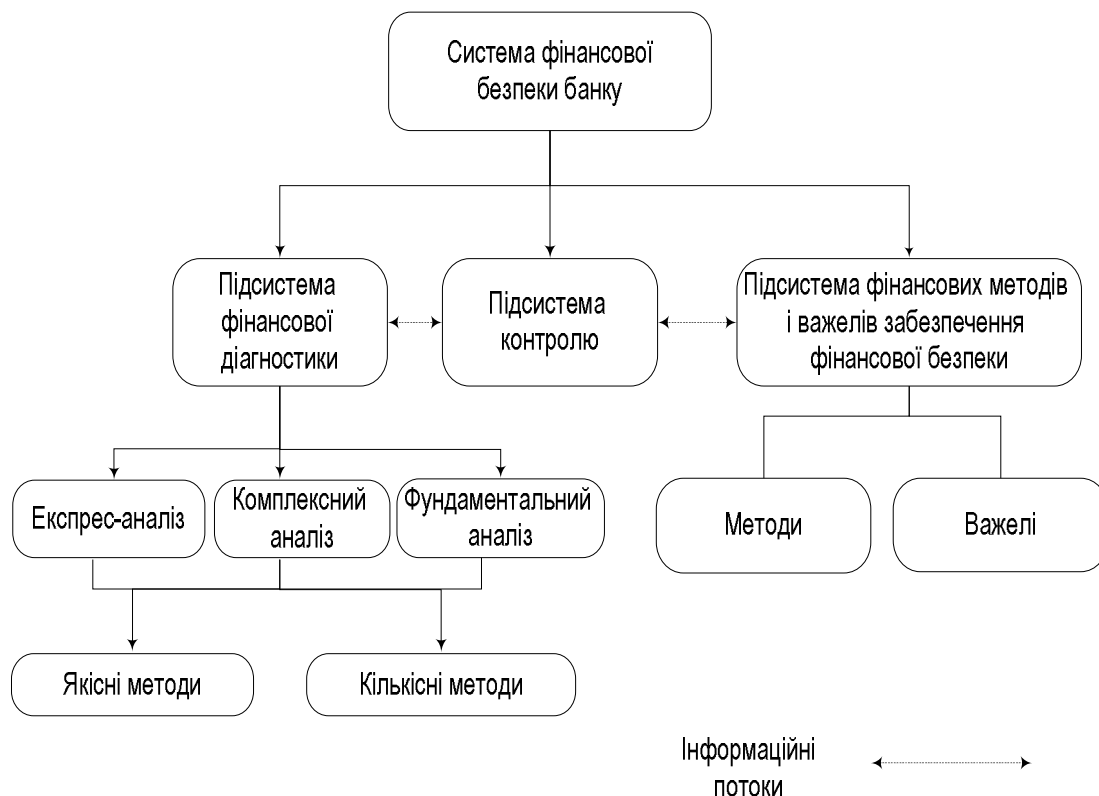 Система фінансової
безпеки банку
Підсистема
фінансової
діагностики
Підсистема
контролю
Підсистема фінансових методів
і важелів забезпечення
фінансової безпеки
Експрес-аналіз
Комплексний
аналіз
Фундаментальний
аналіз
Методи
Важелі
Якісні методи
Кількісні методи
Інформаційні
потоки